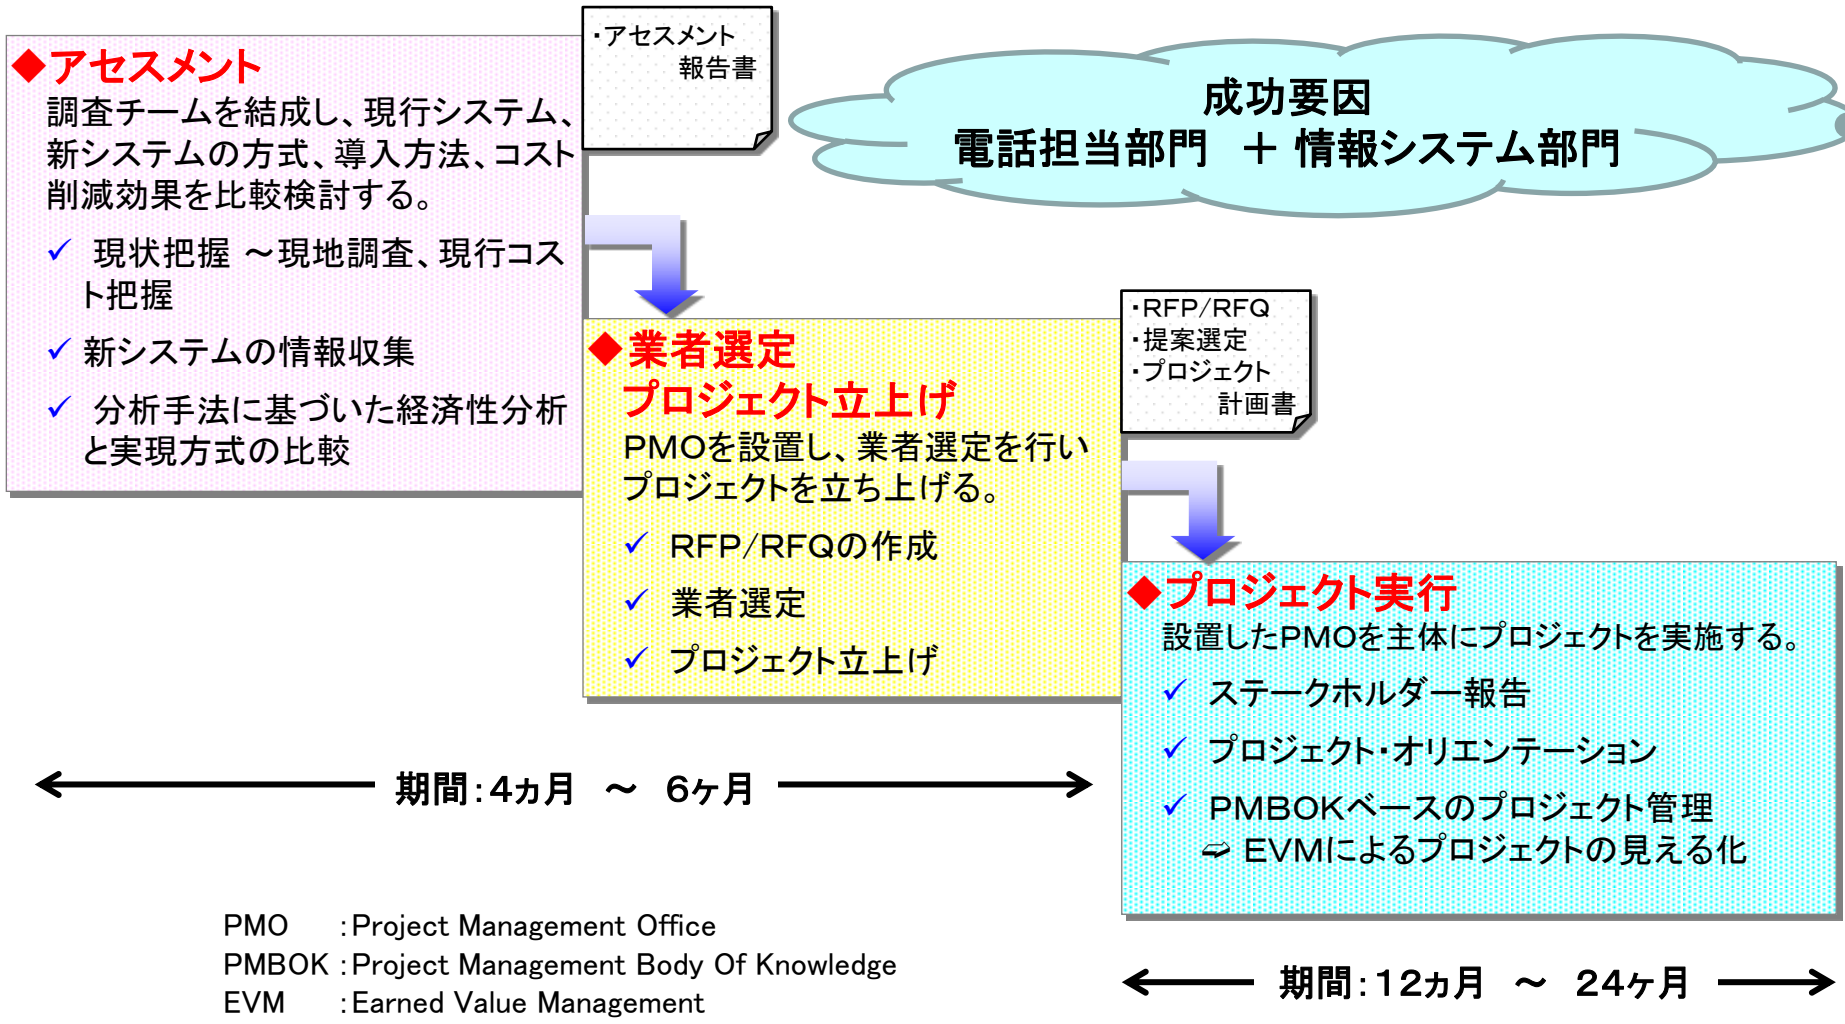 ・アセスメント
報告書
◆アセスメント
調査チームを結成し、現行システム、
新システムの方式、導入方法、コスト
削減効果を比較検討する。
✓ 現状把握 ～現地調査、現行コス
ト把握
✓ 新システムの情報収集
✓ 分析手法に基づいた経済性分析
と実現方式の比較
成功要因
電話担当部門 ＋ 情報システム部門
◆業者選定
プロジェクト立上げ
PMOを設置し、業者選定を行い
プロジェクトを立ち上げる。
✓ RFP/RFQの作成
✓ 業者選定
✓ プロジェクト立上げ
・RFP/RFQ
・提案選定
・プロジェクト
計画書
◆プロジェクト実行
設置したPMOを主体にプロジェクトを実施する。
✓ ステークホルダー報告
✓ プロジェクト・オリエンテーション
✓ PMBOKベースのプロジェクト管理
➪ EVMによるプロジェクトの見える化
期間：4ヵ月 ～ 6ヶ月
PMO ：Project Management Office
PMBOK ：Project Management Body Of Knowledge
EVM ：Earned Value Management
期間：12ヵ月 ～ 24ヶ月